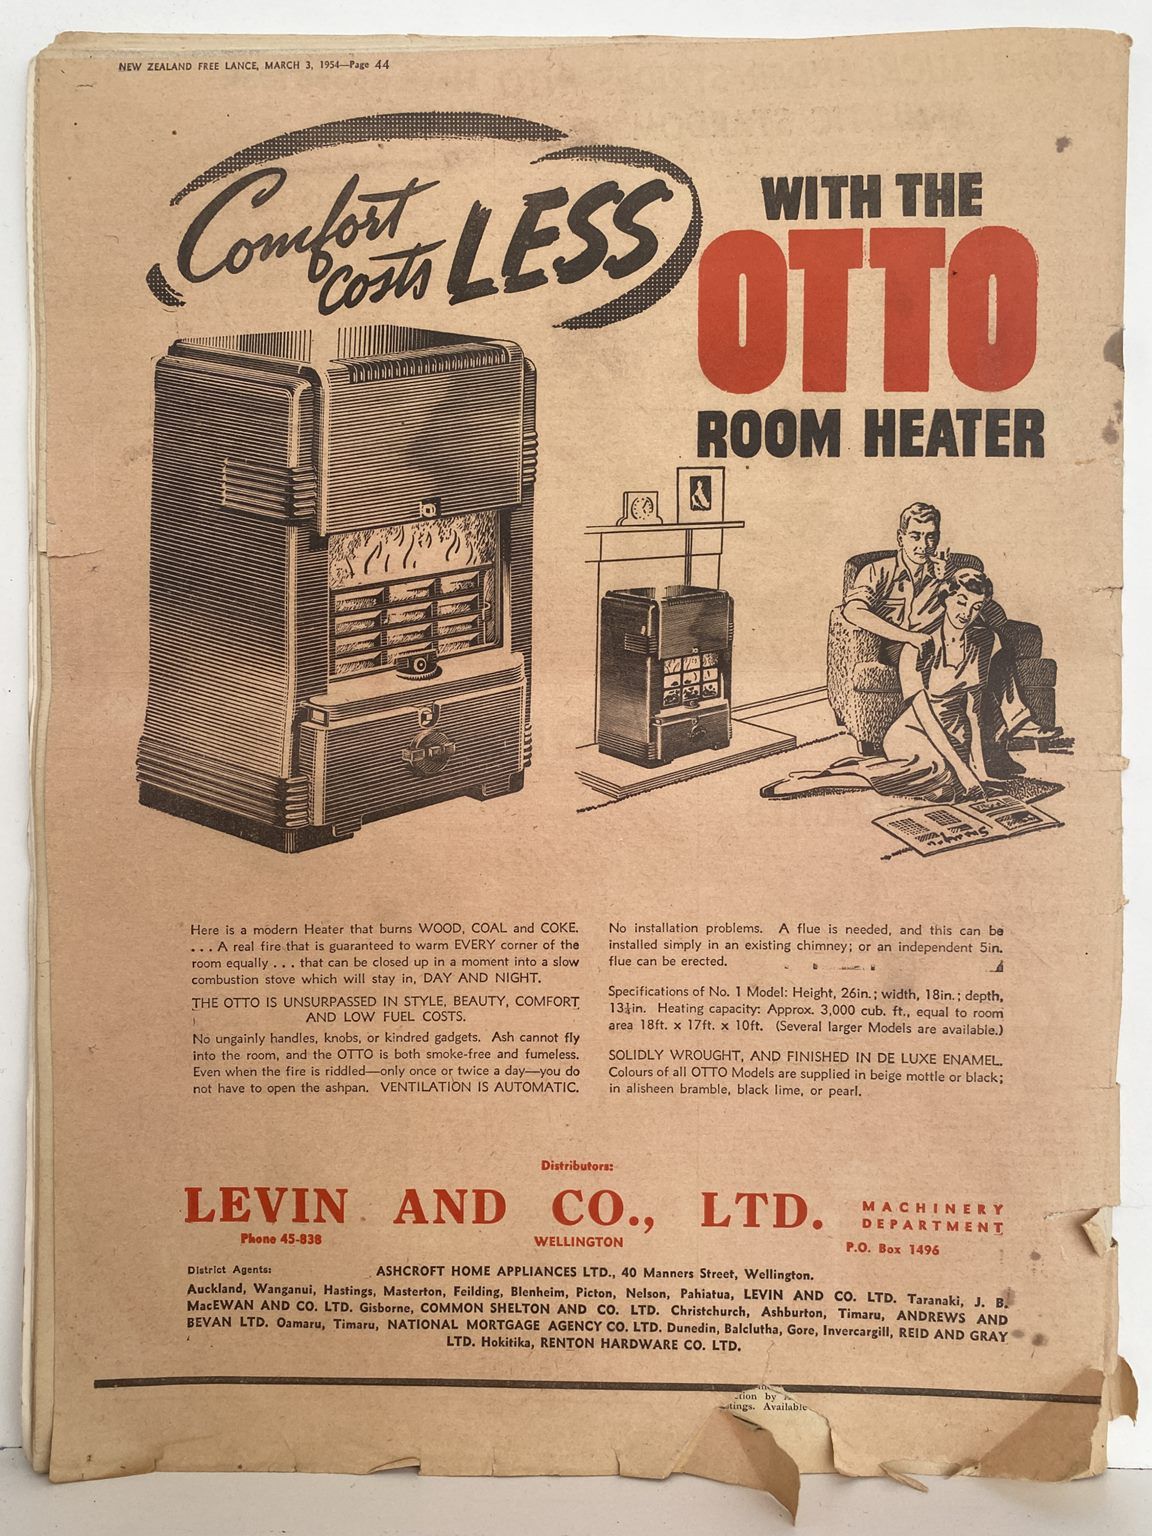 NEW ZEALAND FREE LANCE, MARCH 3, 1954—Page 44
Comfort
costs LESS
WITH THE
OTTO
ROOM HEATER
Here is a modern Heater that burns WOOD, COAL and COKE.
. . . A real fire that is guaranteed to warm EVERY corner of the
room equally . . . that can be closed up in a moment into a slow
combustion stove which will stay in, DAY AND NIGHT.
THE OTTO IS UNSURPASSED IN STYLE, BEAUTY, COMFORT
AND LOW FUEL COSTS.
No ungainly handles, knobs, or kindred gadgets. Ash cannot fly
into the room, and the OTTO is both smoke-free and fumeless.
Even when the fire is riddled—only once or twice a day—you do
not have to open the ashpan. VENTILATION IS AUTOMATIC.
No installation problems. A flue is needed, and this can be
installed simply in an existing chimney; or an independent 5in.
flue can be erected.
Specifications of No. 1 Model: Height, 26in.; width, 18in.; depth,
13½in. Heating capacity: Approx. 3,000 cub. ft., equal to room
area 18ft. x 17ft. x 10ft. (Several larger Models are available.)
SOLIDLY WROUGHT, AND FINISHED IN DE LUXE ENAMEL.
Colours of all OTTO Models are supplied in beige mottle or black;
in alisheen bramble, black lime, or pearl.
Distributors:
LEVIN AND CO., LTD. MACHINERY
DEPARTMENT
Phone 45-838 WELLINGTON P.O. Box 1496
District Agents: ASHCROFT HOME APPLIANCES LTD., 40 Manners Street, Wellington.
Auckland, Wanganui, Hastings, Masterton, Feilding, Blenheim, Picton, Nelson, Pahiatua, LEVIN AND CO. LTD. Taranaki, J. B.
MacEWAN AND CO. LTD. Gisborne, COMMON SHELTON AND CO. LTD. Christchurch, Ashburton, Timaru, ANDREWS AND
BEVAN LTD. Oamaru, Timaru, NATIONAL MORTGAGE AGENCY CO. LTD. Dunedin, Balclutha, Gore, Invercargill, REID AND GRAY
LTD. Hokitika, RENTON HARDWARE CO. LTD.
by
tings. Available